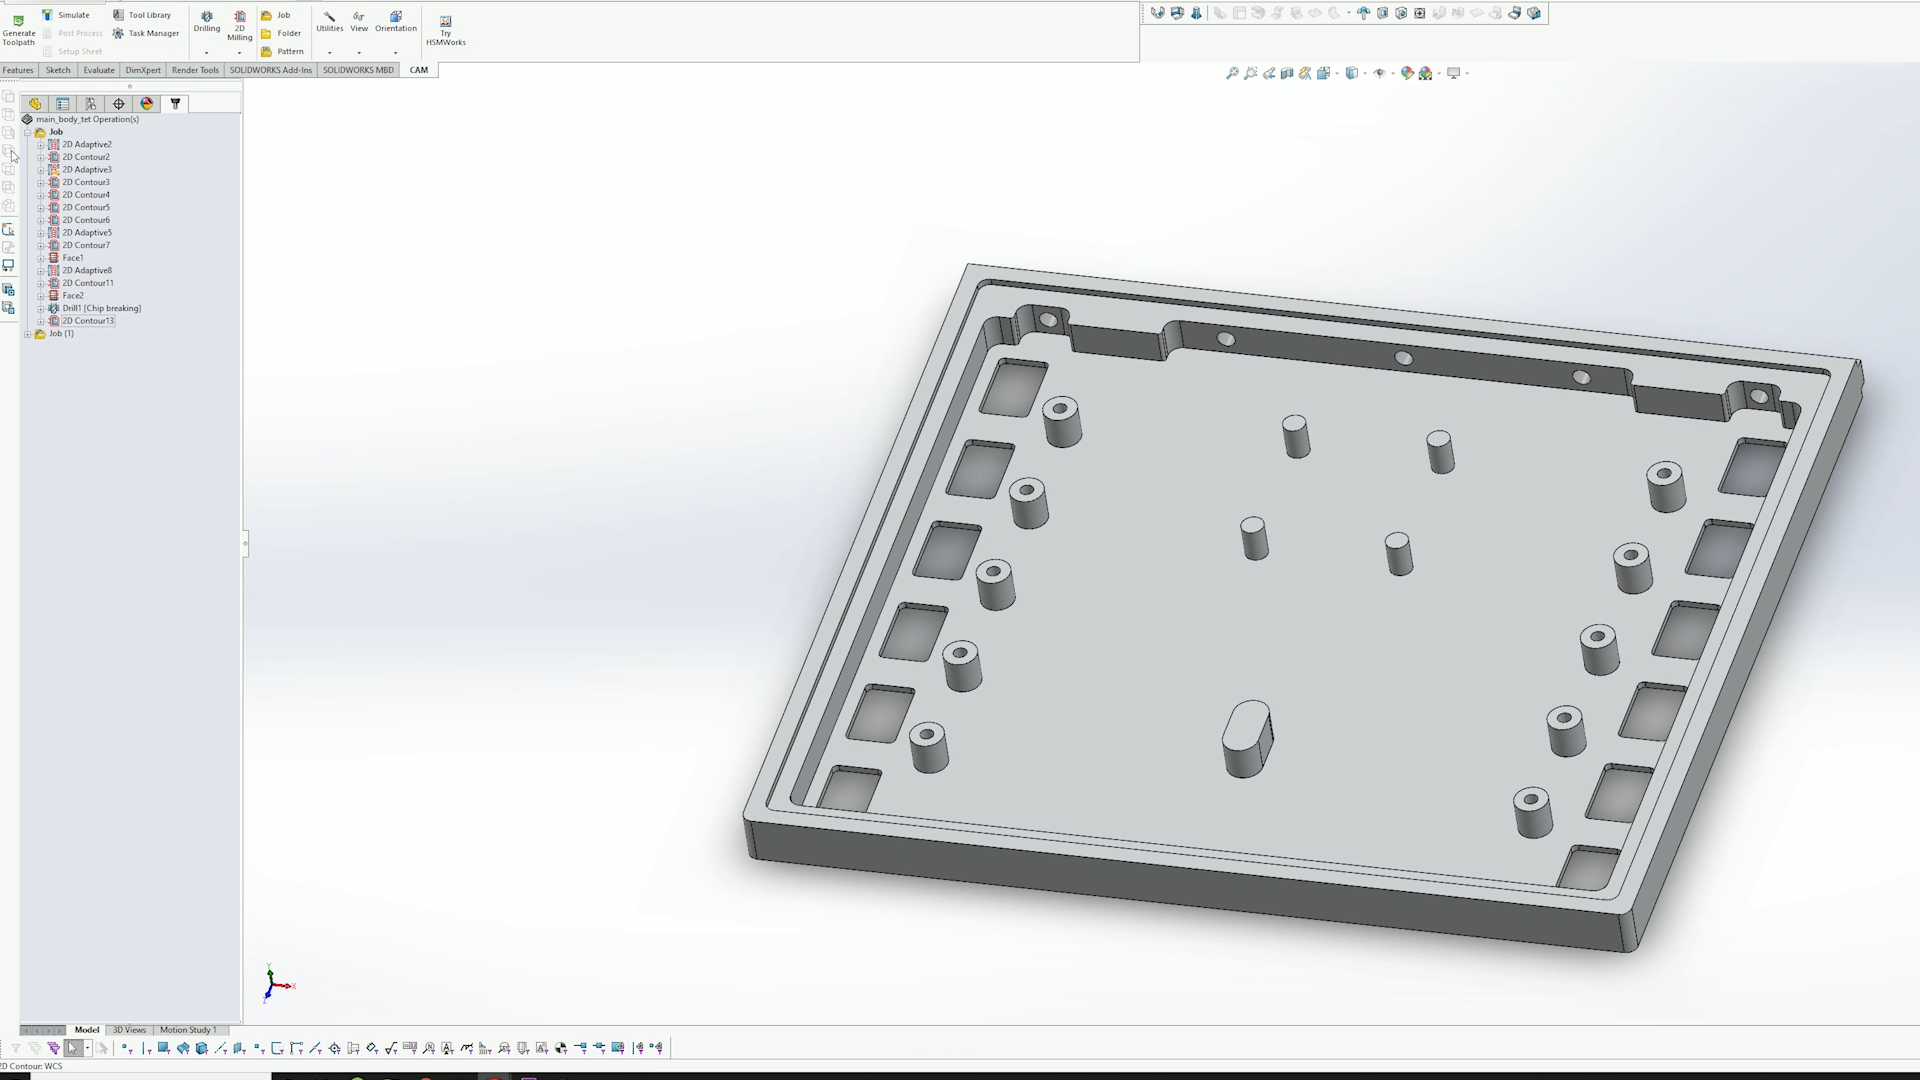 Simulate
Tool Library
Job
Generate
Toolpath
Post Process
Task Manager
Drilling
2D
Milling
Folder
Utilities
View
Orientation
Try
HSMWorks
Setup Sheet
Pattern
Features
Sketch
Evaluate
DimXpert
Render Tools
SOLIDWORKS Add-Ins
SOLIDWORKS MBD
CAM
main_body_tet Operation(s)
Job
2D Adaptive2
2D Contour2
2D Adaptive3
2D Contour3
2D Contour4
2D Contour5
2D Contour6
2D Adaptive5
2D Contour7
Face1
2D Adaptive8
2D Contour11
Face2
Drill1 [Chip breaking]
2D Contour13
Job (1)
Y
X
Z
Model
3D Views
Motion Study 1
2D Contour: WCS